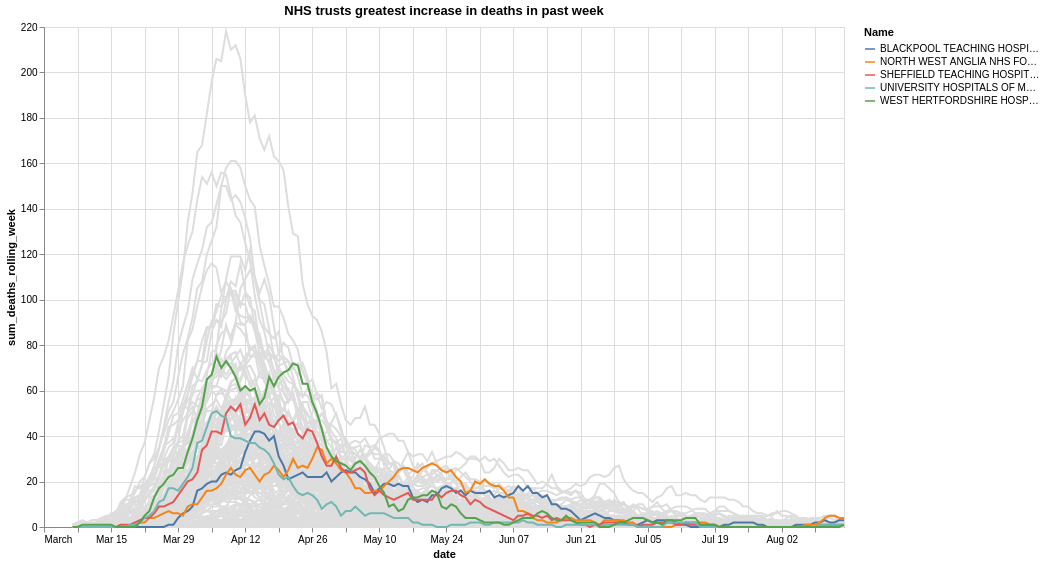 NHS trusts greatest increase in deaths in past week
Name
BLACKPOOL TEACHING HOSPI…
NORTH WEST ANGLIA NHS FO…
SHEFFIELD TEACHING HOSPIT…
UNIVERSITY HOSPITALS OF M…
WEST HERTFORDSHIRE HOSP…
sum_deaths_rolling_week
220
200
180
160
140
120
100
80
60
40
20
0
March Mar 15 Mar 29 Apr 12 Apr 26 May 10 May 24 Jun 07 Jun 21 Jul 05 Jul 19 Aug 02
date